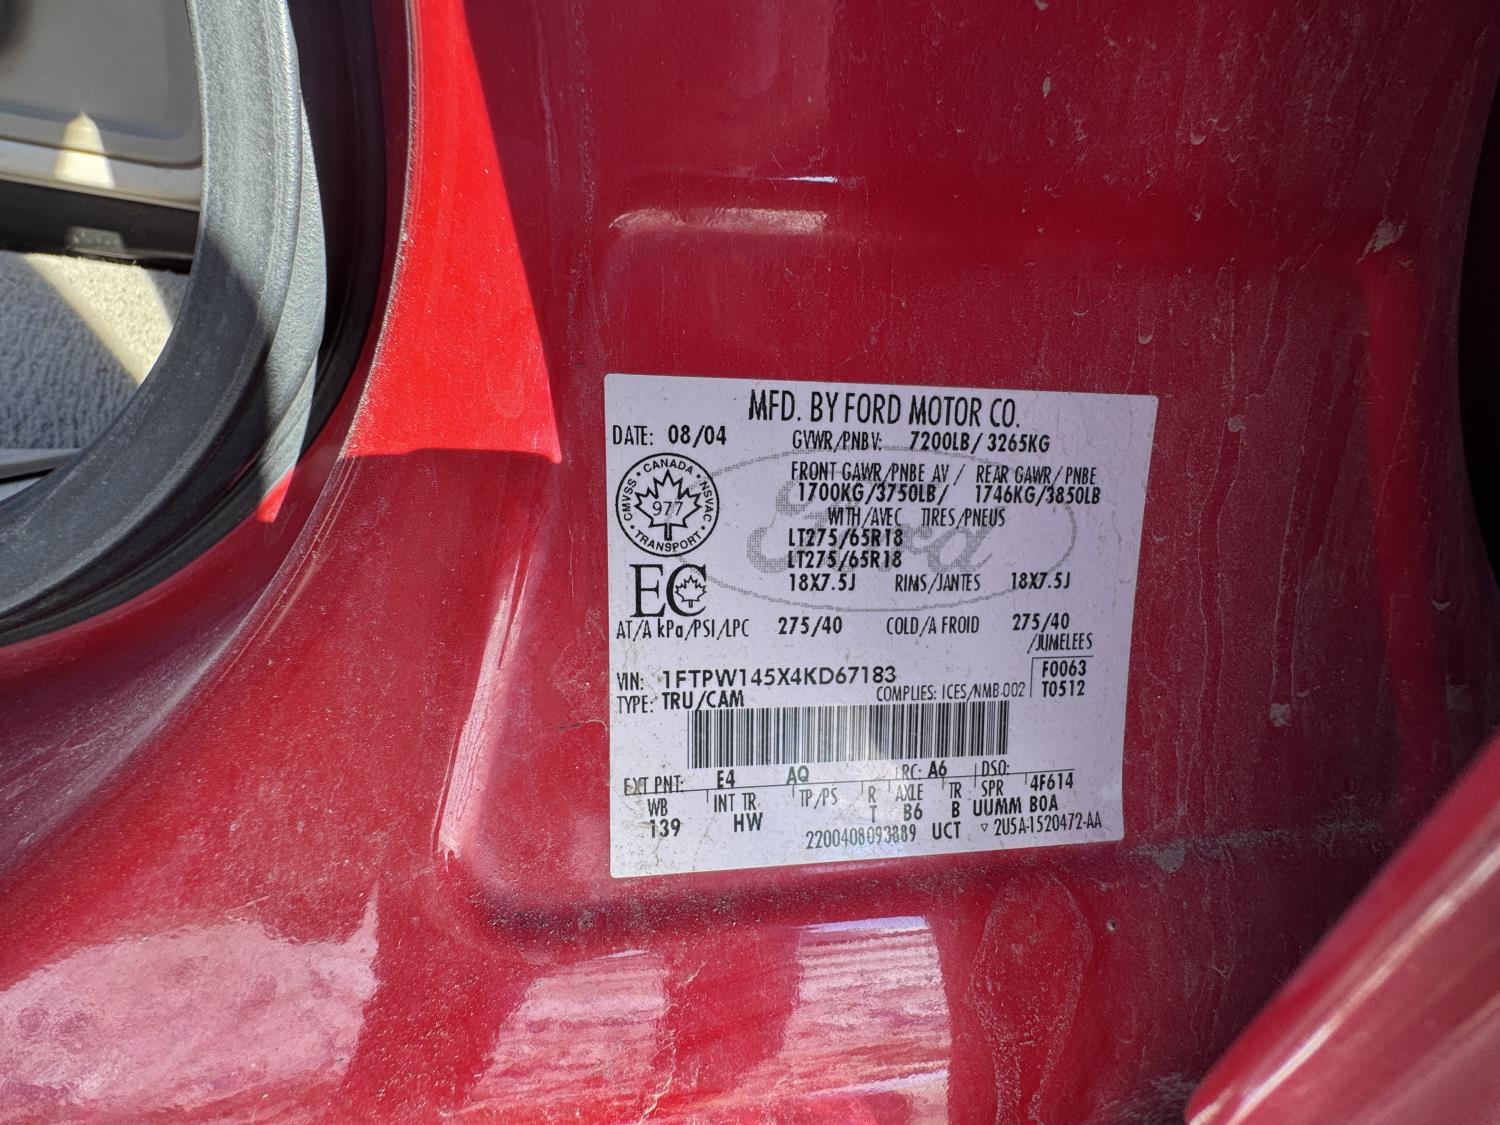 MFD. BY FORD MOTOR CO.
DATE: 08/04
GVWR/PNBV: 7200LB/ 3265KG
FRONT GAWR/PNBE AV / REAR GAWR/PNBE
1700KG/3750LB/ 1746KG/3850LB
WITH/AVEC TIRES/PNEUS
Ford
LT275/65R18
LT275/65R18
18X7.5J RIMS/JANTES 18X7.5J
CANADA
CMVSS 977 NSVAC
TRANSPORT
EC
AT/A kPa/PSI/LPC 275/40 COLD/A FROID 275/40
/JUMELEES
VIN: 1FTPW145X4KD67183
F0063
TYPE: TRU/CAM COMPLIES: ICES/NMB-002 T0512
EXT PNT: E4 AQ RC: A6 DSO:
WB INT TR TP/PS R AXLE TR SPR 4F614
139 HW T B6 B UUMM BOA
2200408093889 UCT ▽ 2U5A-1520472-AA